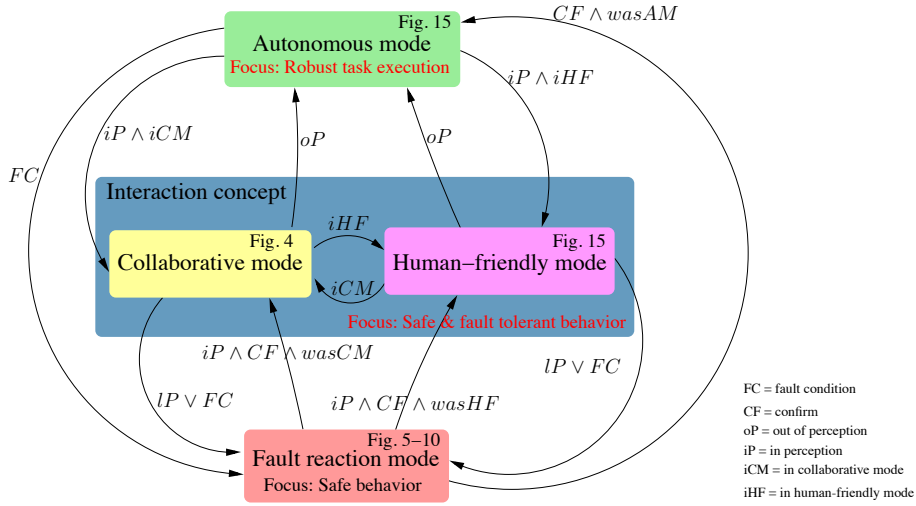 Fig. 15
CF ∧ wasAM
Autonomous mode
Focus: Robust task execution
iP ∧ iHF
iP ∧ iCM
oP
oP
FC
Interaction concept
iHF
Fig. 4
Fig. 15
Collaborative mode
Human−friendly mode
iCM
Focus: Safe & fault tolerant behavior
iP ∧ CF ∧ wasCM
lP ∨ FC
lP ∨ FC
iP ∧ CF ∧ wasHF
Fig. 5−10
Fault reaction mode
Focus: Safe behavior
FC = fault condition
CF = confirm
oP = out of perception
iP = in perception
iCM = in collaborative mode
iHF = in human-friendly mode